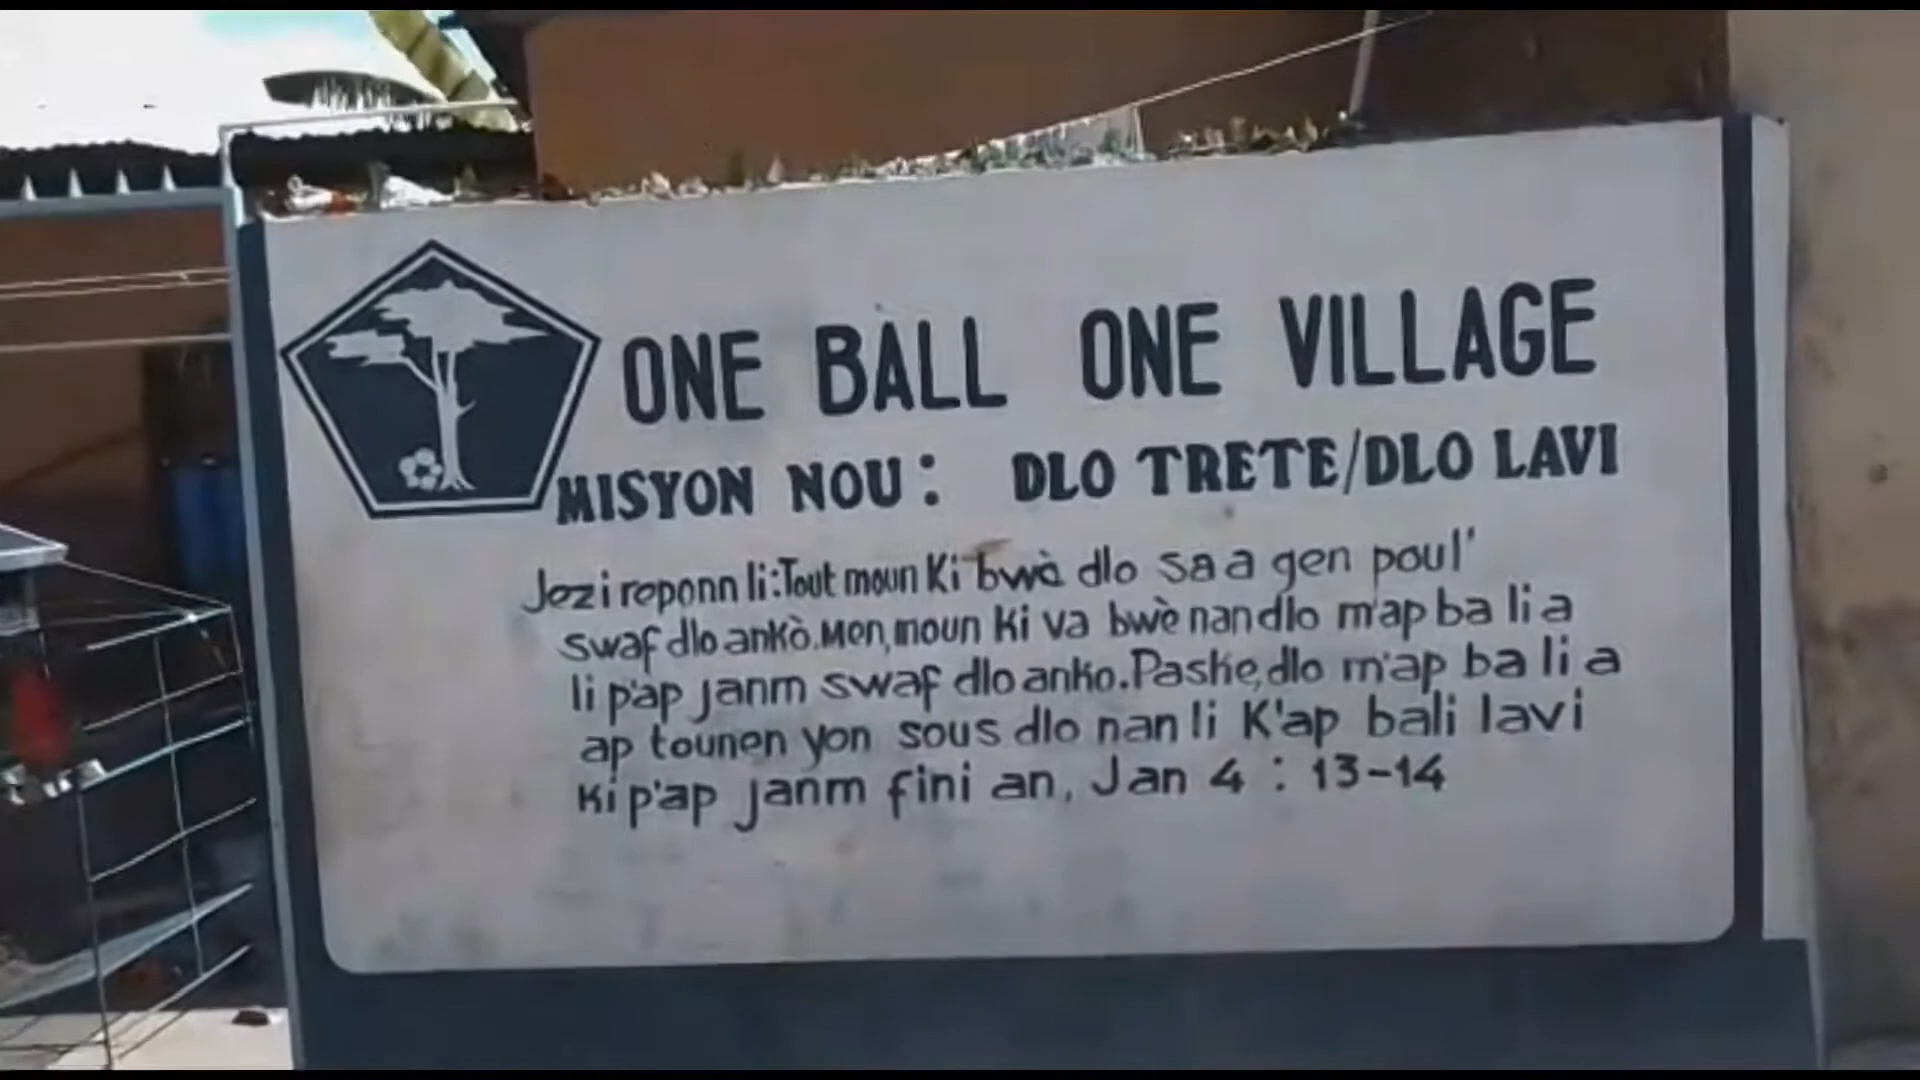 ONE BALL ONE VILLAGE
MISYON NOU: DLO TRETE/DLO LAVI
Jezi reponn li: Tout moun ki bwè dlo sa a gen poul'
swaf dlo ankò. Men, moun ki va bwè nan dlo m'ap ba li a
li p'ap janm swaf dlo anko. Paske, dlo m'ap ba li a
ap tounen yon sous dlo nan li K'ap bali lavi
ki p'ap janm fini an, Jan 4 : 13-14